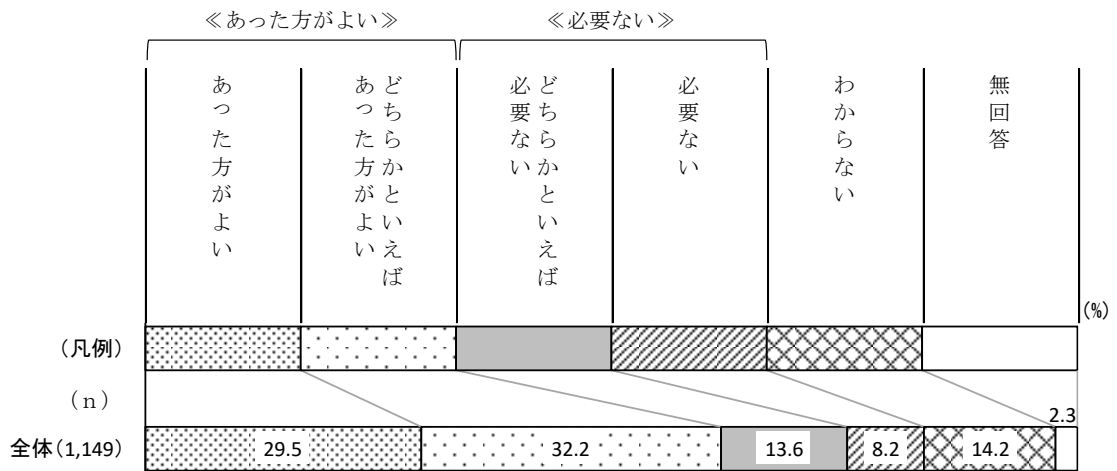 ≪あった方がよい≫
≪必要ない≫
あった方がよい
どちらかといえば
あった方がよい
どちらかといえば
必要ない
必要ない
わからない
無回答
(%)
(凡例)
(n)
2.3
全体(1,149)
29.5
32.2
13.6
8.2
14.2